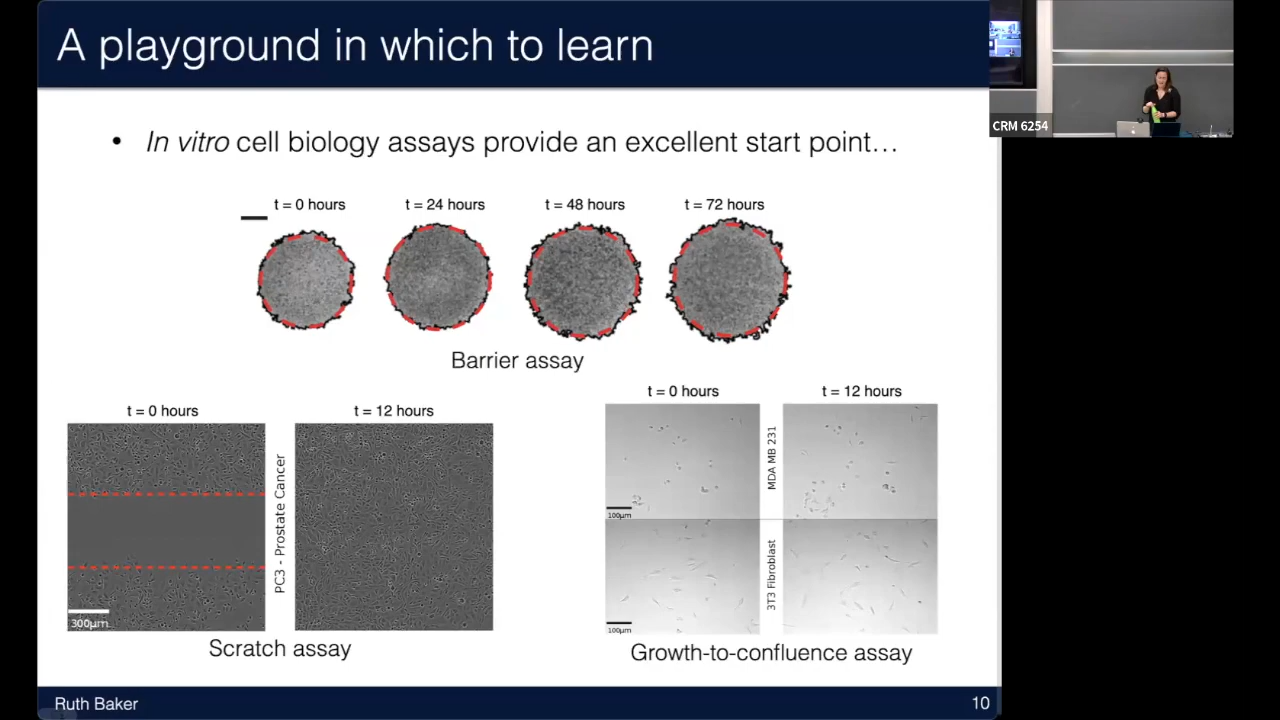 A playground in which to learn
CRM 6254
• In vitro cell biology assays provide an excellent start point…
t = 0 hours
t = 24 hours
t = 48 hours
t = 72 hours
Barrier assay
t = 0 hours
t = 12 hours
PC3 - Prostate Cancer
300µm
Scratch assay
t = 0 hours
t = 12 hours
MDA MB 231
100µm
3T3 Fibroblast
100µm
Growth-to-confluence assay
Ruth Baker
10